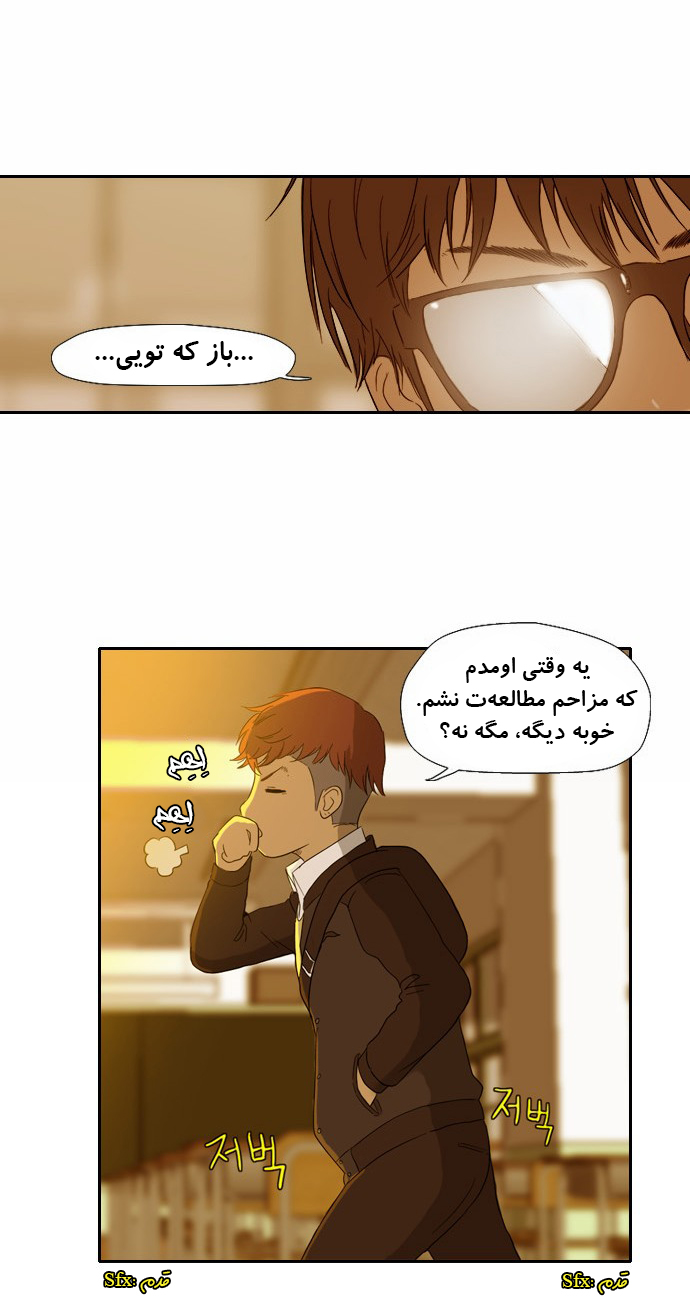 ...باز که تویی...
یه وقتی اومدم
که مزاحم مطالعه‌ت نشم.
خوبه دیگه، مگه نه؟
اِهِم
اِهِم
저벅
저벅
Sfx: قدم
Sfx: قدم